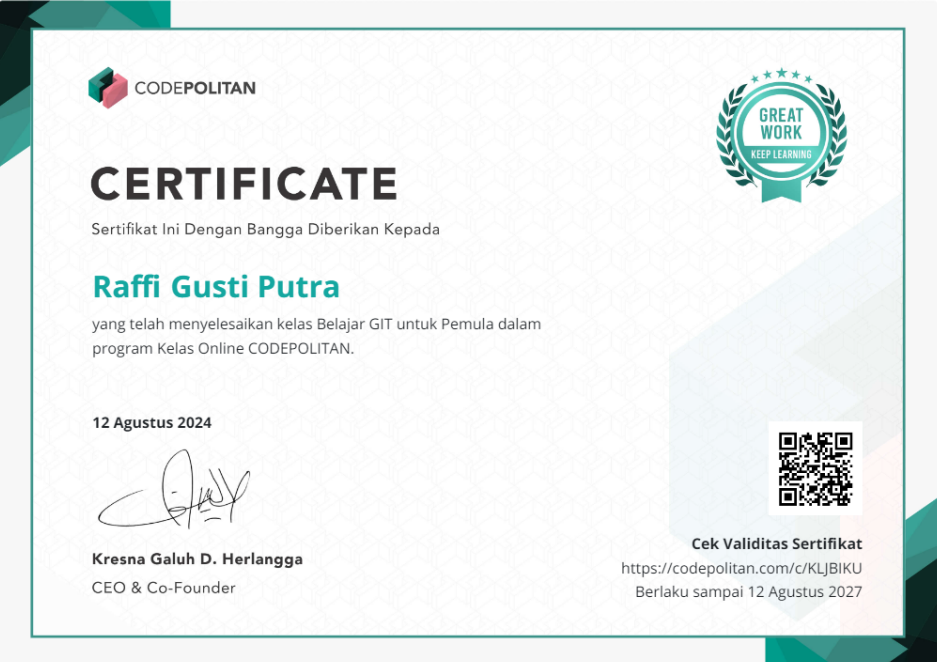 CODEPOLITAN
GREAT
WORK
KEEP LEARNING
CERTIFICATE
Sertifikat Ini Dengan Bangga Diberikan Kepada
Raffi Gusti Putra
yang telah menyelesaikan kelas Belajar GIT untuk Pemula dalam
program Kelas Online CODEPOLITAN.
12 Agustus 2024
Kresna Galuh D. Herlangga
CEO & Co-Founder
Cek Validitas Sertifikat
https://codepolitan.com/c/KLJBIKU
Berlaku sampai 12 Agustus 2027